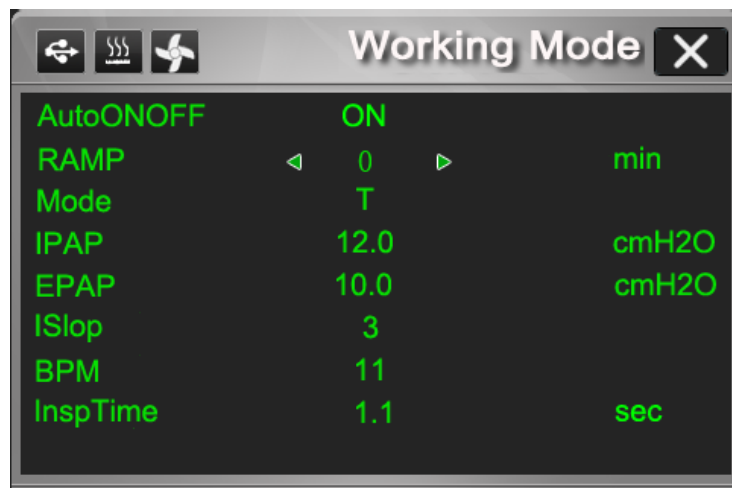 Working Mode
AutoONOFF ON
RAMP 0 min
Mode T
IPAP 12.0 cmH2O
EPAP 10.0 cmH2O
ISlop 3
BPM 11
InspTime 1.1 sec